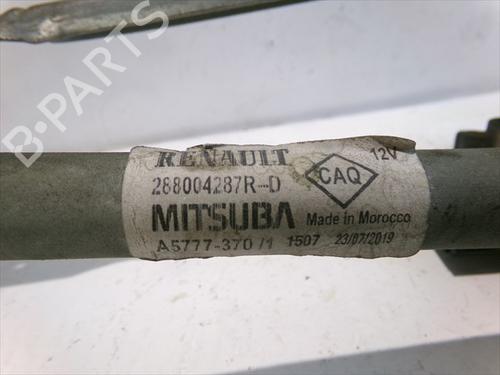 RENAULT
288004287R-D
MITSUBA
CAQ
12V
Made in Morocco
A5777-370/1 1507 23/07/2019
B-PARTS